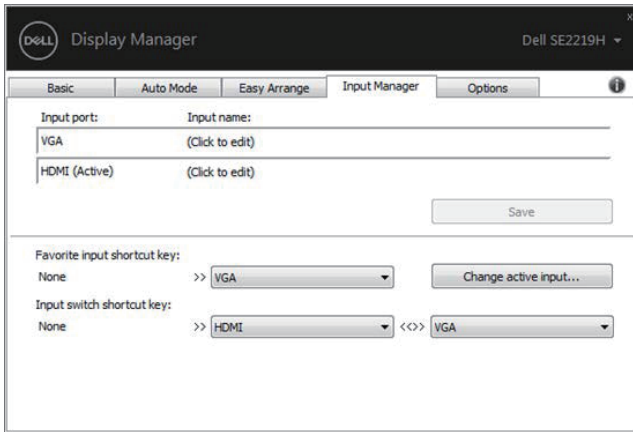 DELL Display Manager Dell SE2219H
x
Basic Auto Mode Easy Arrange Input Manager Options i
Input port: Input name:
VGA (Click to edit)
HDMI (Active) (Click to edit)
Save
Favorite input shortcut key:
None >> VGA Change active input...
Input switch shortcut key:
None >> HDMI <<>> VGA